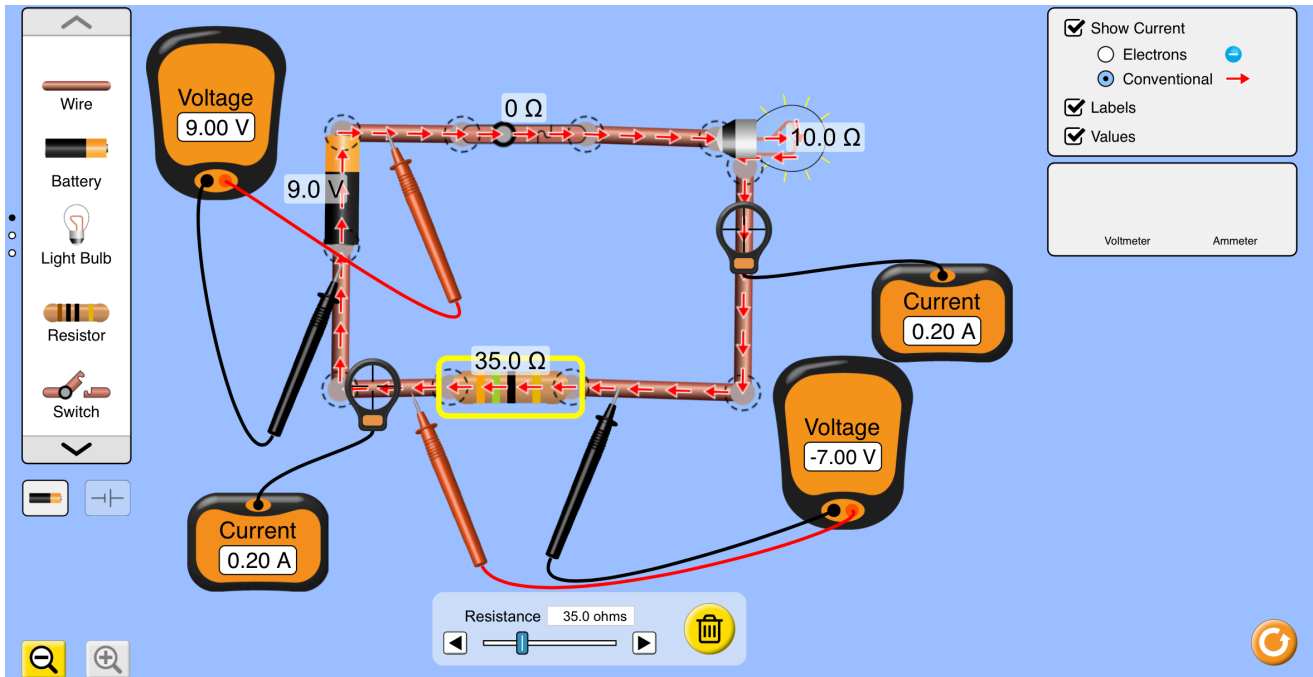 Wire
Battery
Light Bulb
Resistor
Switch
Voltage
9.00 V
9.0 V
0 Ω
10.0 Ω
Current
0.20 A
35.0 Ω
Voltage
-7.00 V
Current
0.20 A
Resistance 35.0 ohms
Show Current
Electrons
Conventional
Labels
Values
Voltmeter Ammeter